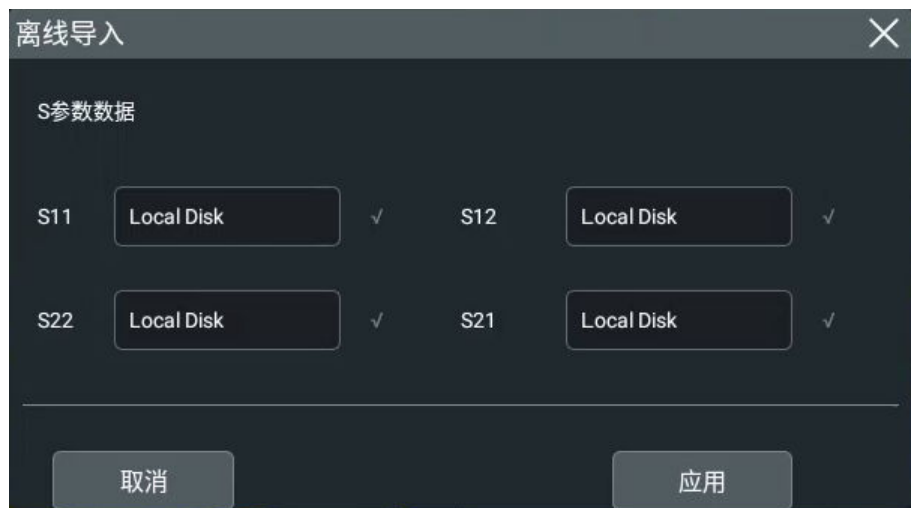 离线导入
S参数数据
S11 Local Disk √ S12 Local Disk √
S22 Local Disk √ S21 Local Disk √
取消 应用